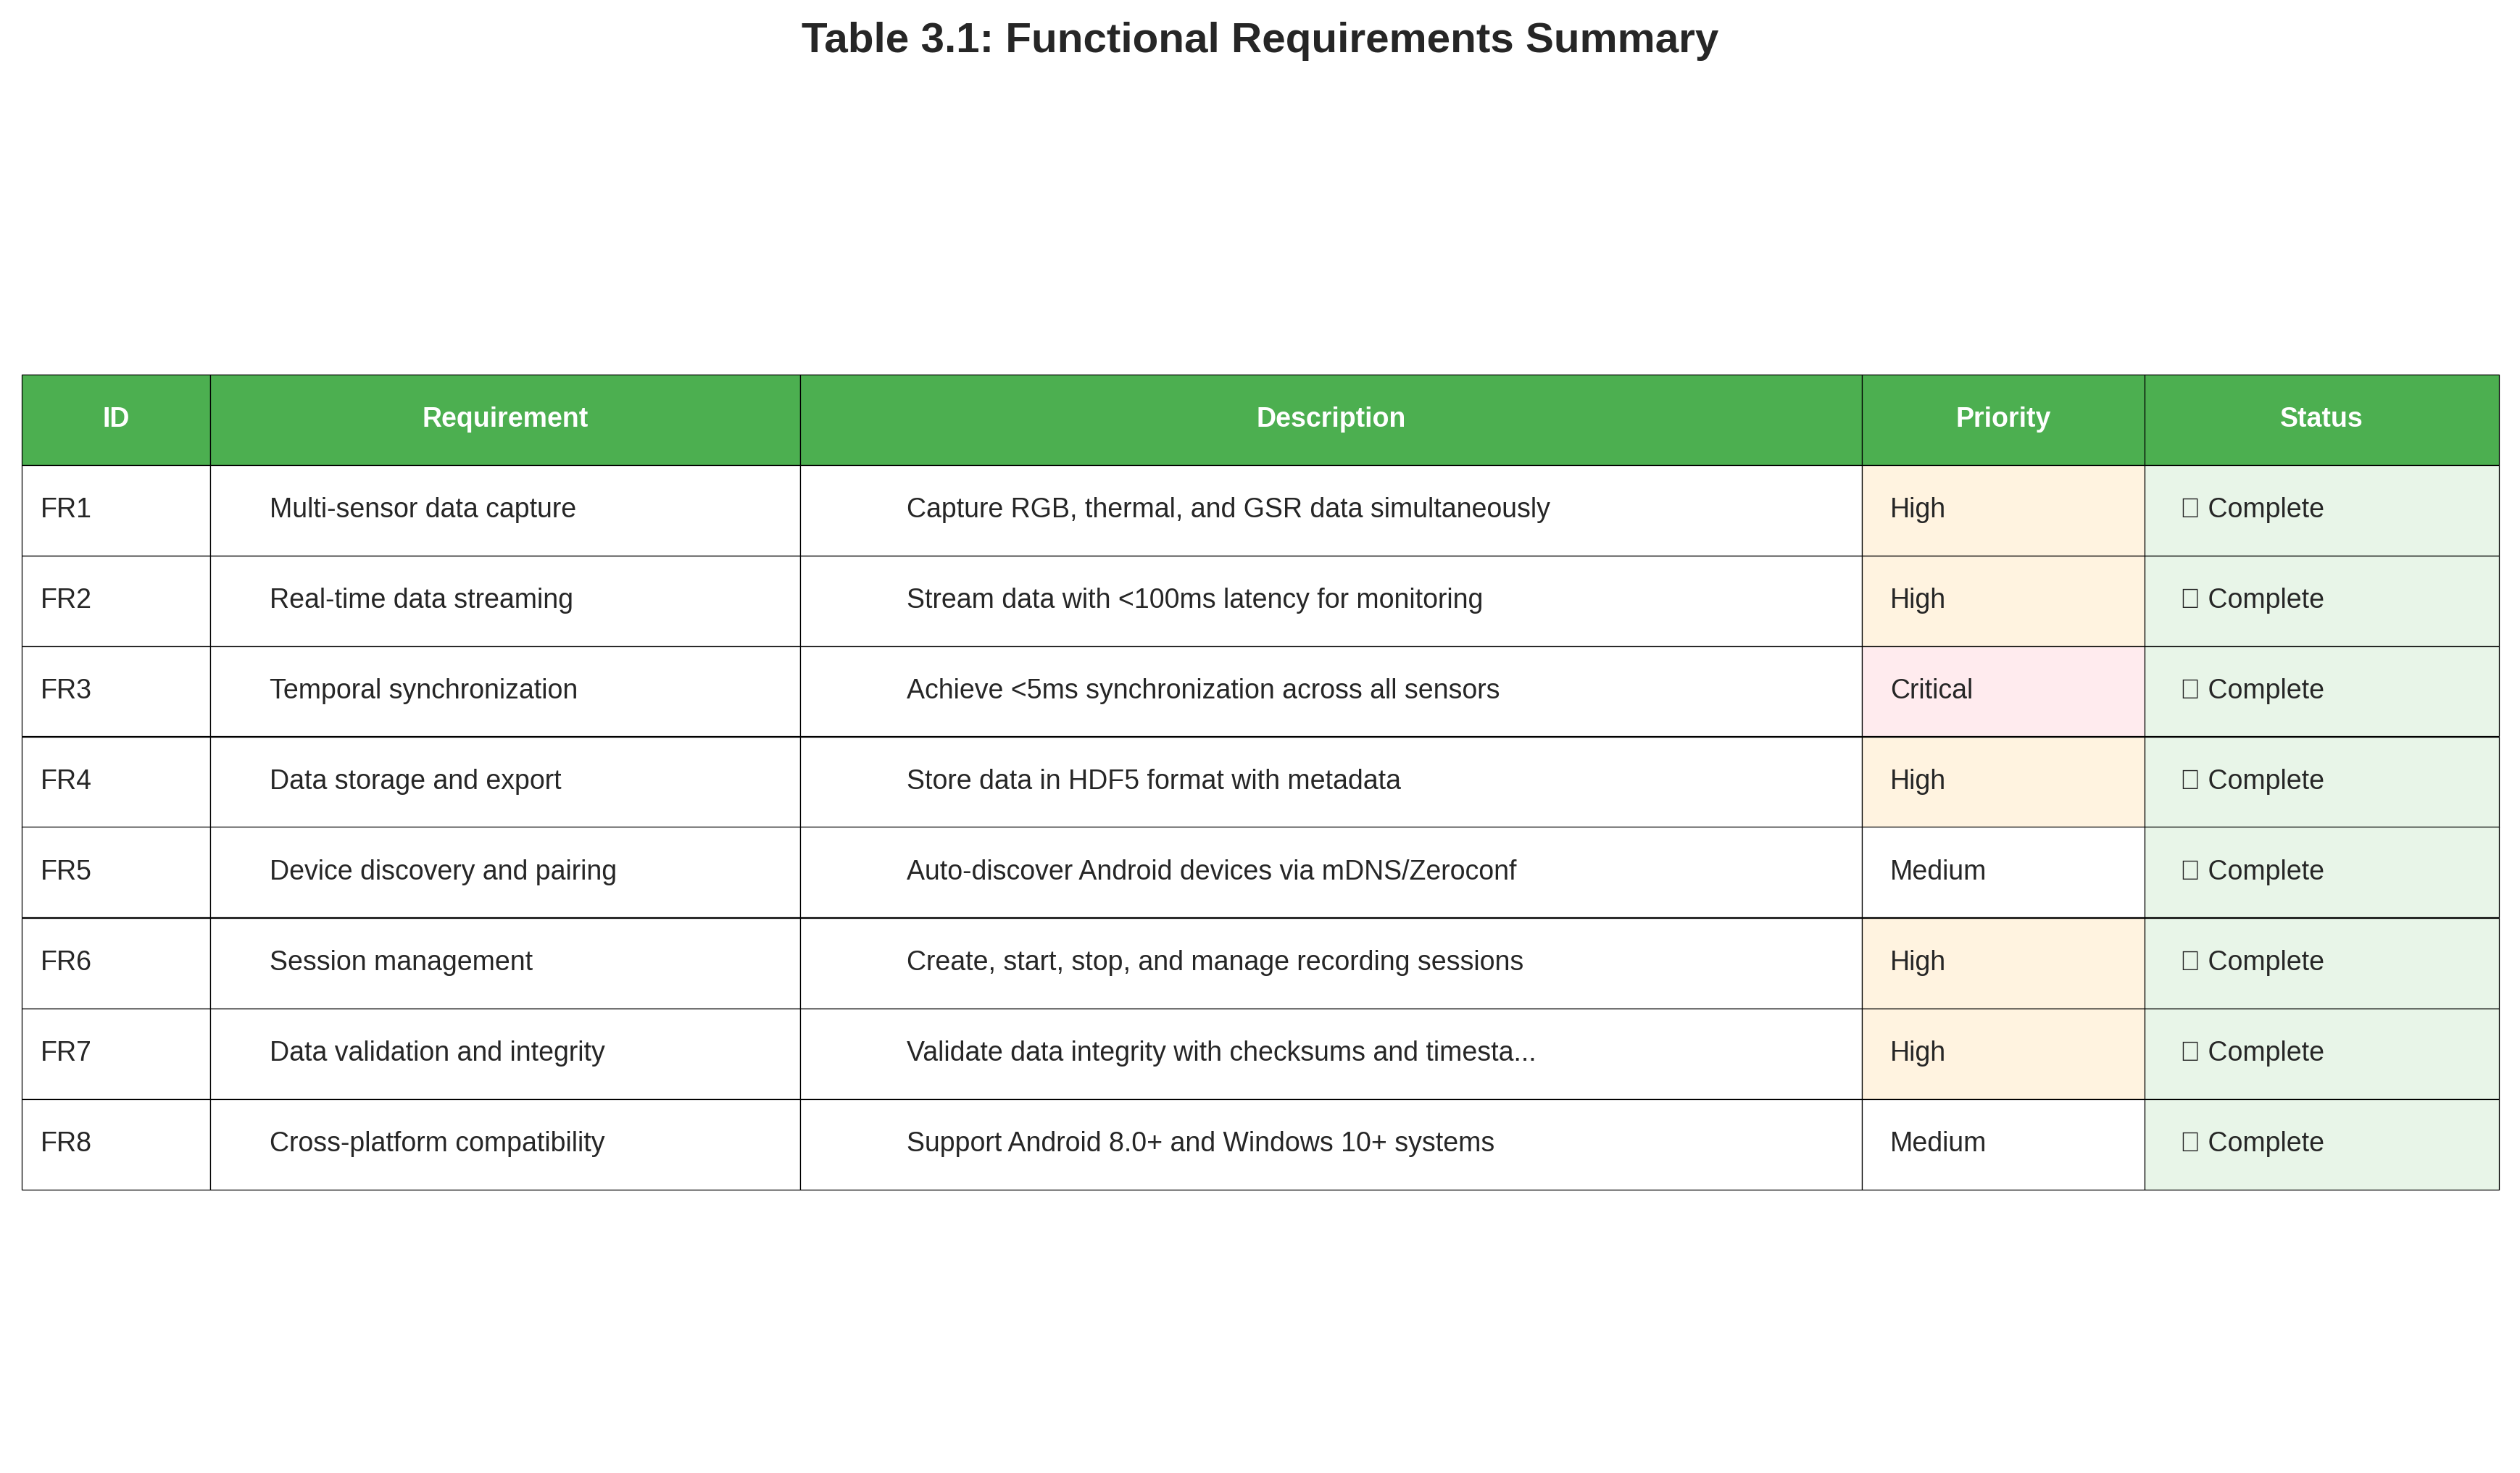 Table 3.1: Functional Requirements Summary
ID Requirement Description Priority Status
FR1 Multi-sensor data capture Capture RGB, thermal, and GSR data simultaneously High ▯ Complete
FR2 Real-time data streaming Stream data with <100ms latency for monitoring High ▯ Complete
FR3 Temporal synchronization Achieve <5ms synchronization across all sensors Critical ▯ Complete
FR4 Data storage and export Store data in HDF5 format with metadata High ▯ Complete
FR5 Device discovery and pairing Auto-discover Android devices via mDNS/Zeroconf Medium ▯ Complete
FR6 Session management Create, start, stop, and manage recording sessions High ▯ Complete
FR7 Data validation and integrity Validate data integrity with checksums and timesta... High ▯ Complete
FR8 Cross-platform compatibility Support Android 8.0+ and Windows 10+ systems Medium ▯ Complete